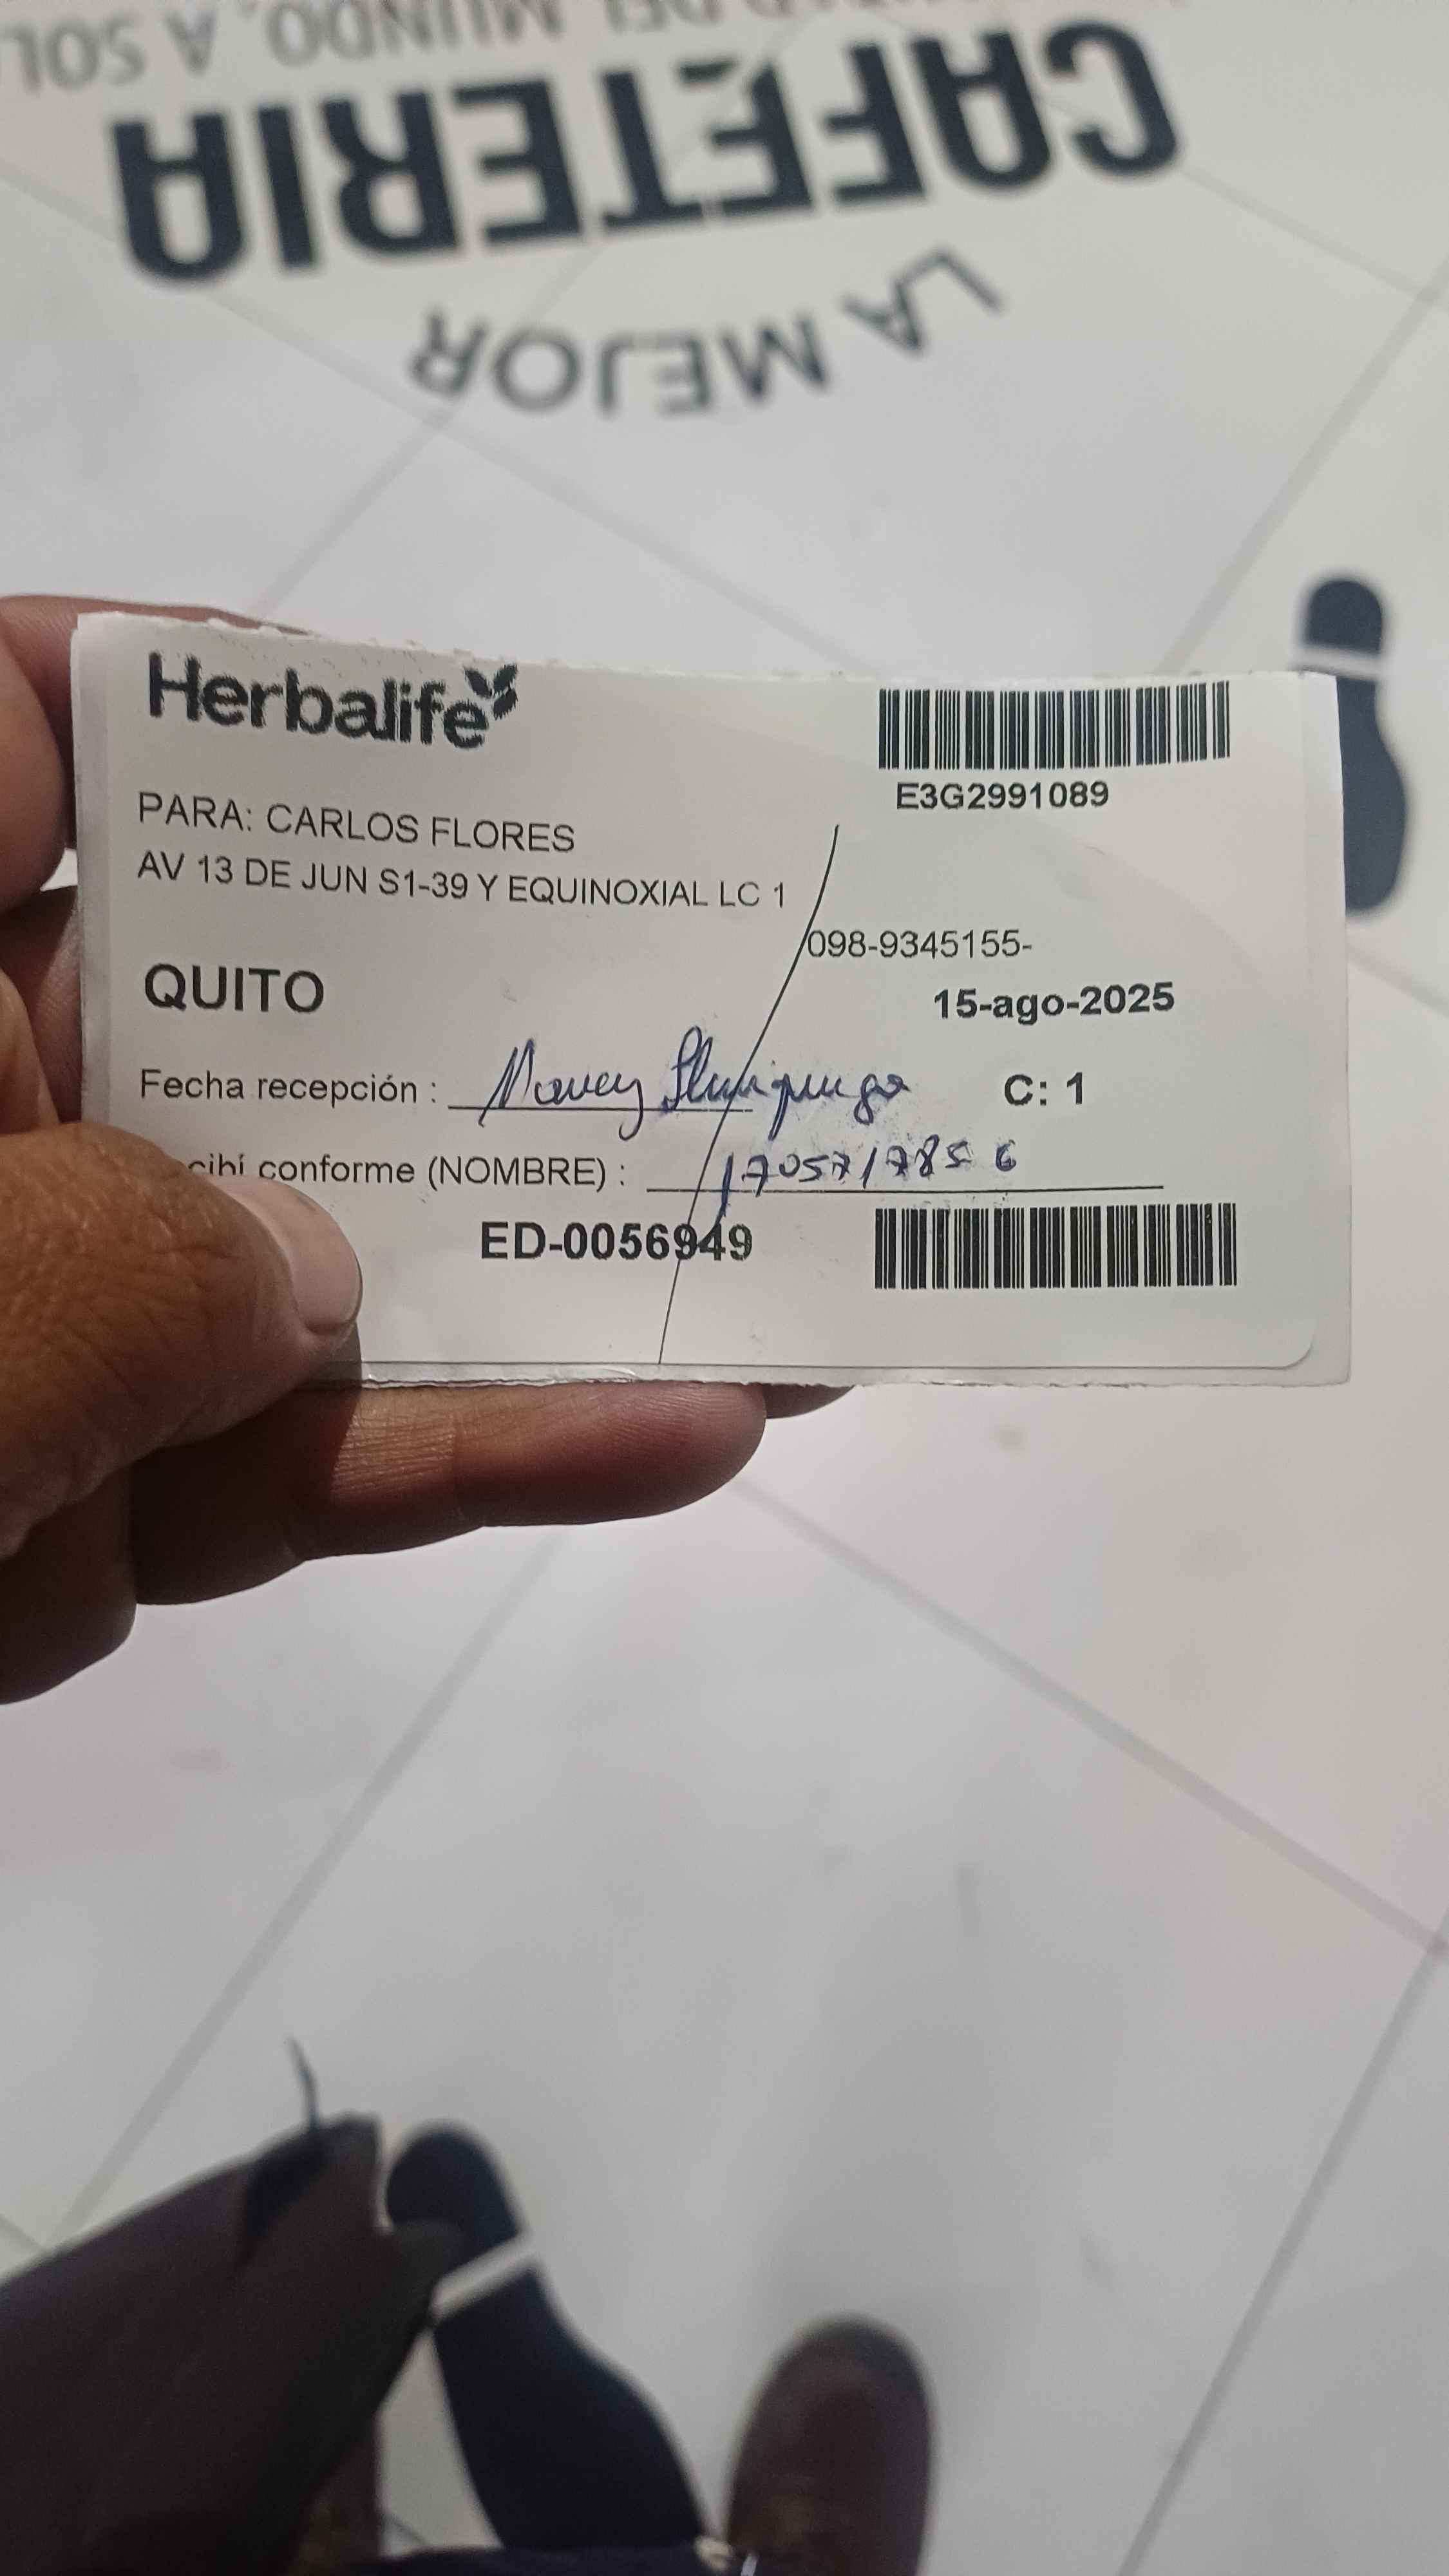 DEL MUNDO, A SOL
CAFETERIA
LA MEJOR
Herbalife
E3G2991089
PARA: CARLOS FLORES
AV 13 DE JUN S1-39 Y EQUINOXIAL LC 1
098-9345155-
QUITO
15-ago-2025
Fecha recepción :
C: 1
conforme (NOMBRE) :
ED-0056949